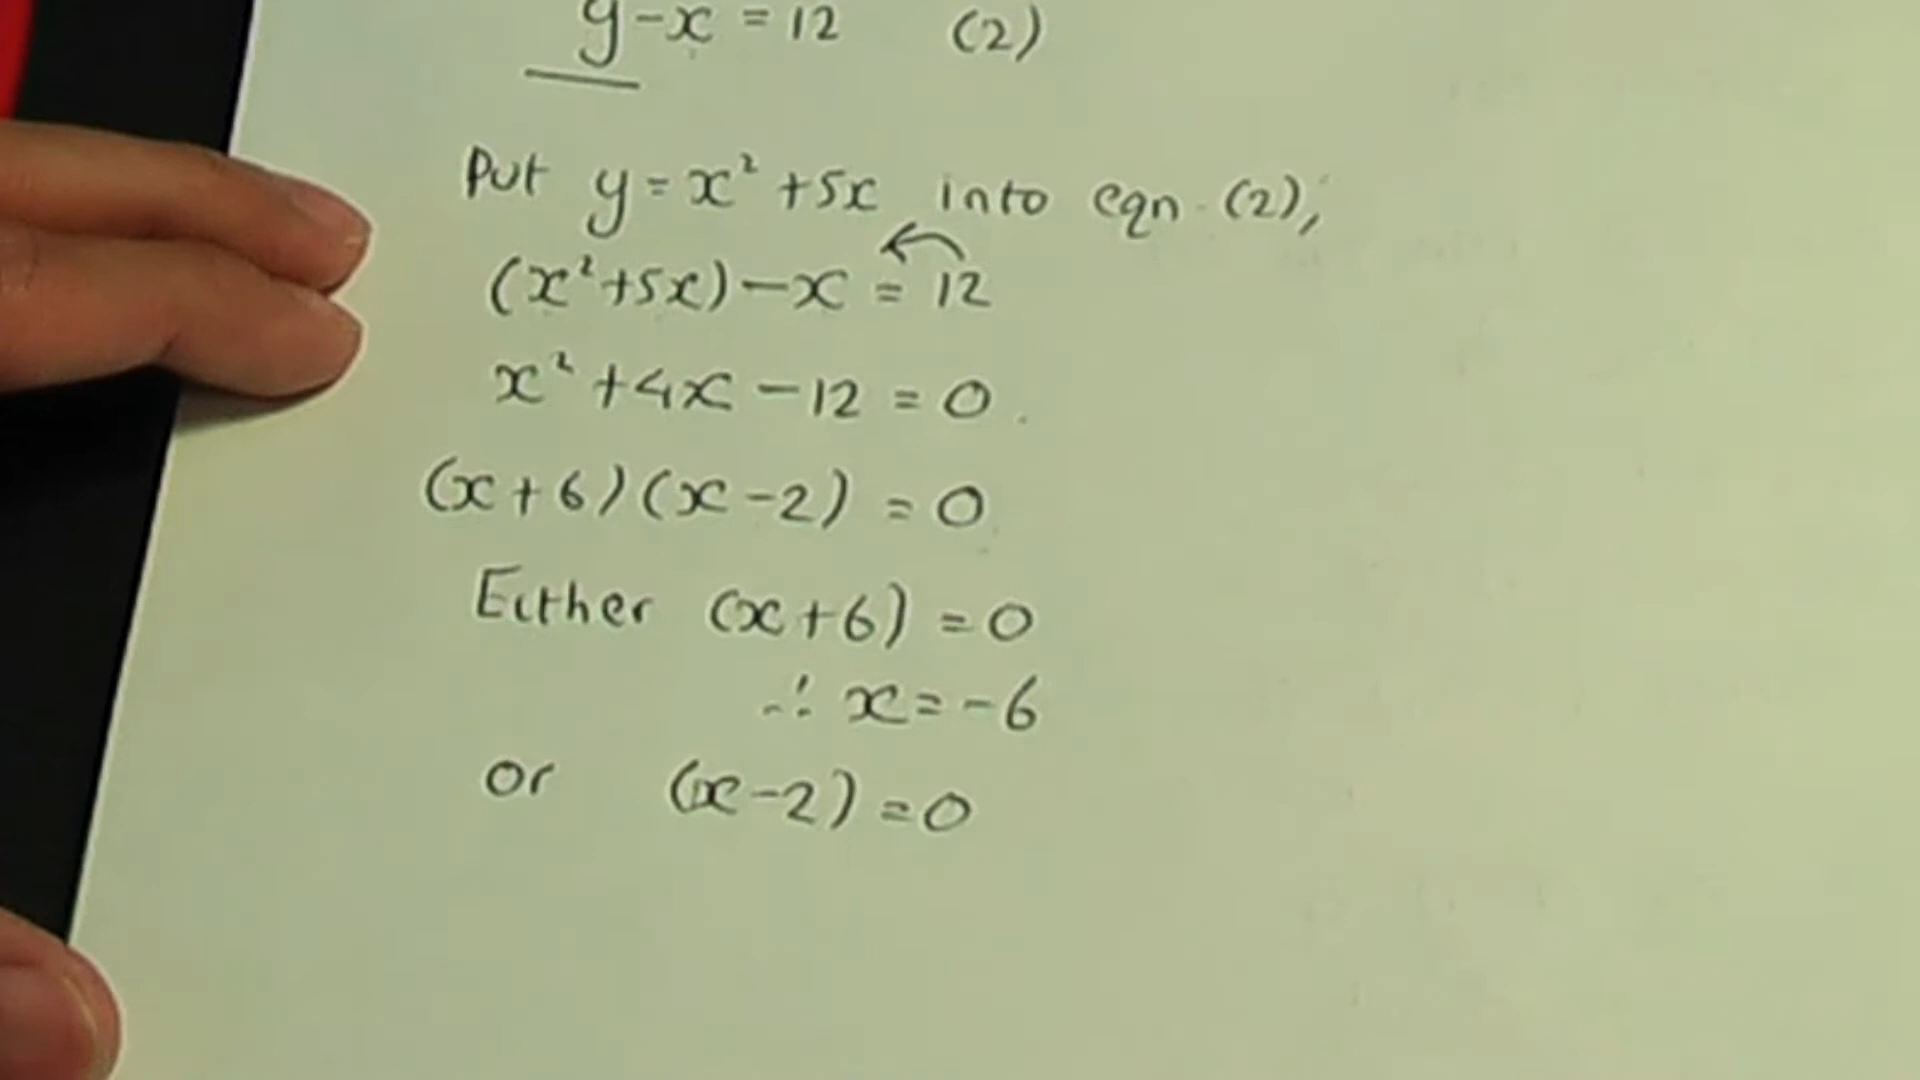 y-x = 12 (2)
Put y = x² + 5x into eqn. (2),
(x²+5x) - x = 12
x² + 4x - 12 = 0.
(x+6)(x-2) = 0
Either (x+6) = 0
∴ x = -6
or (x-2) = 0